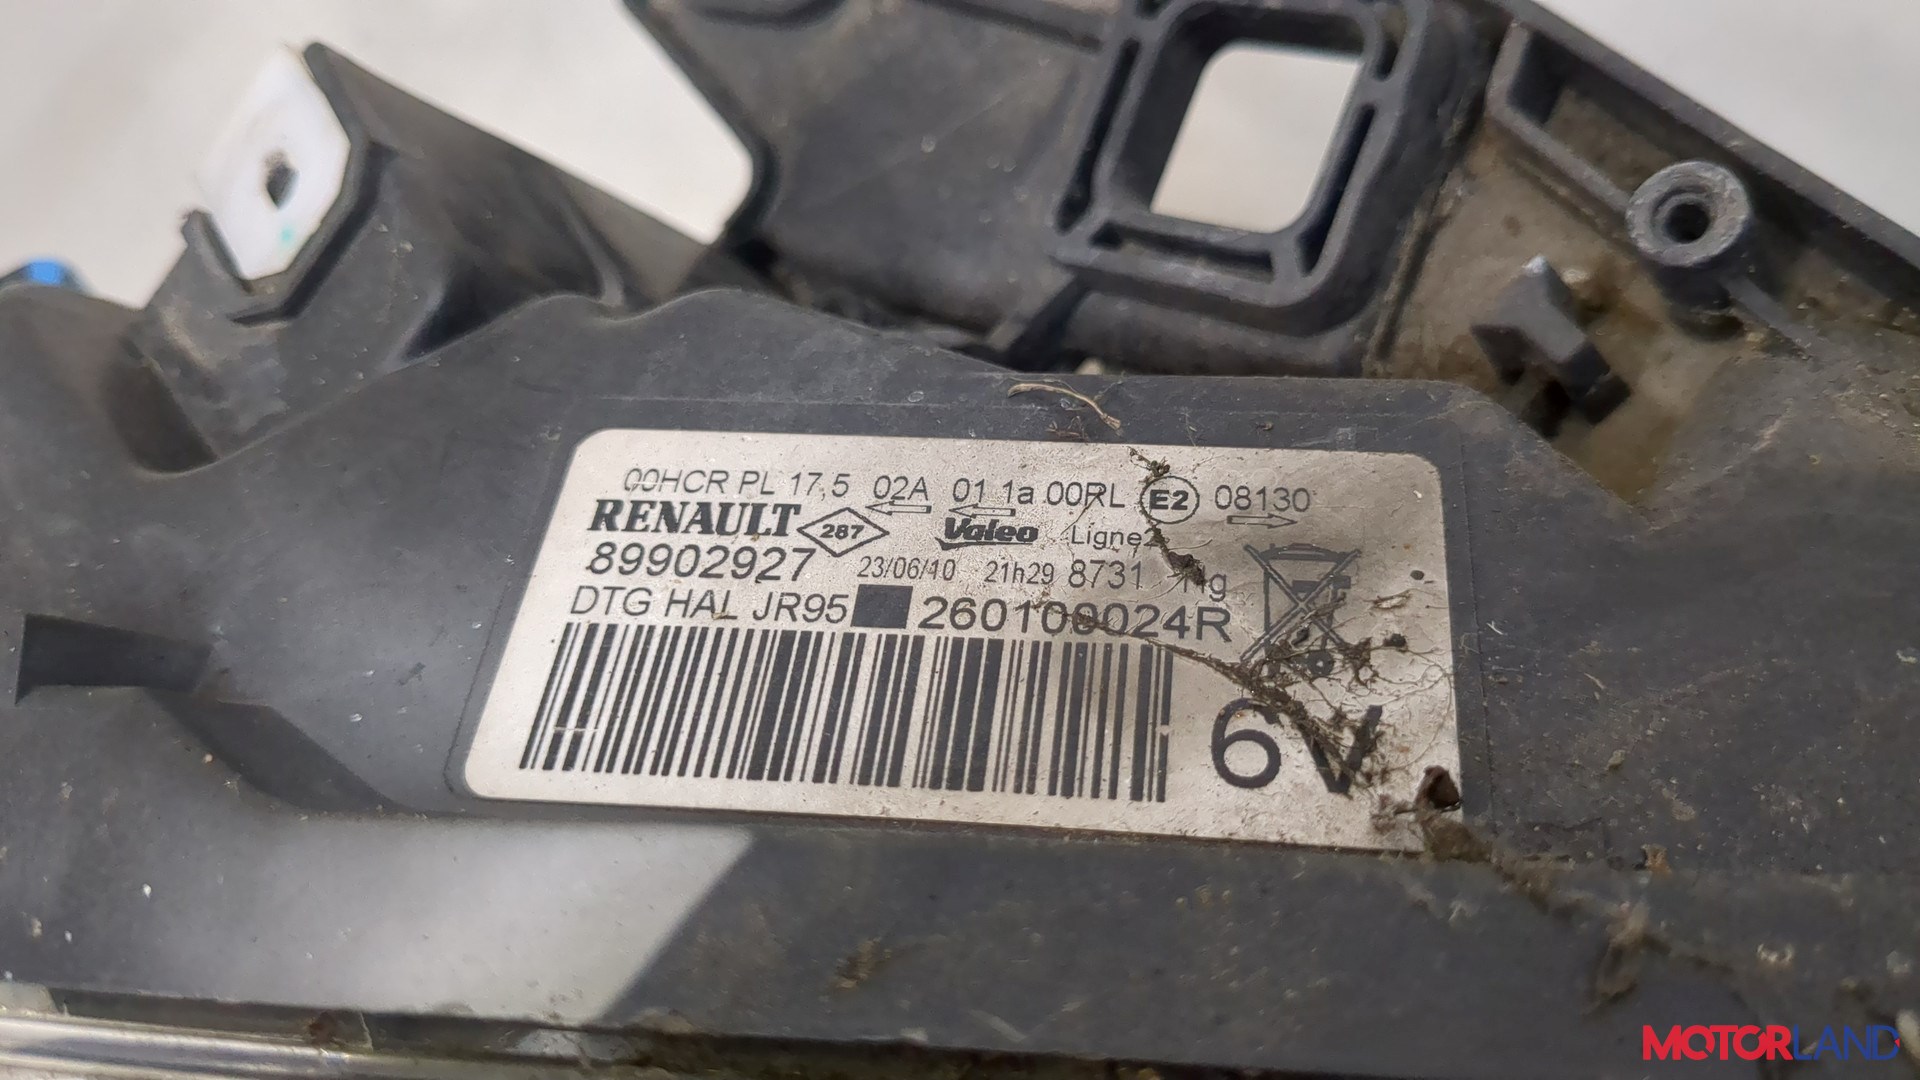 00HCR PL 17,5 02A 01 1a 00RL E2 08130
RENAULT 287 Valeo Ligne2
89902927 23/06/10 21h29 8731
DTG HAL JR95 260100024R
6V
MOTORLAND